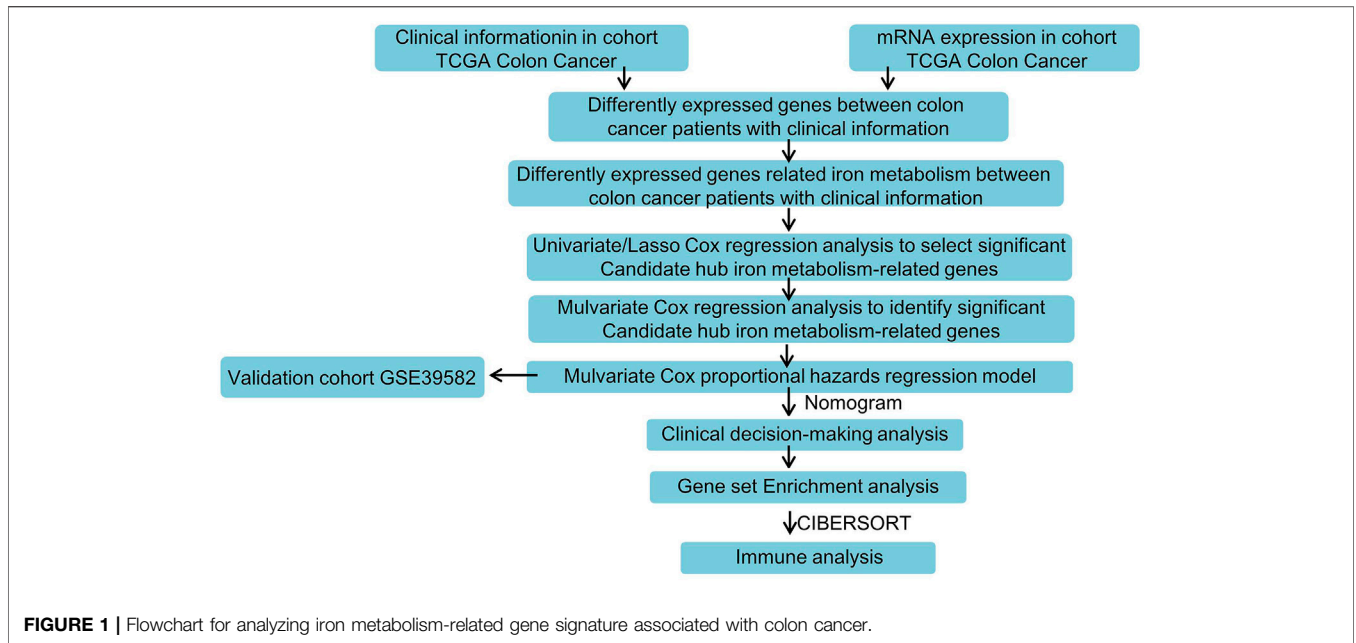 Clinical informationin in cohort
TCGA Colon Cancer
mRNA expression in cohort
TCGA Colon Cancer
Differently expressed genes between colon
cancer patients with clinical information
Differently expressed genes related iron metabolism between
colon cancer patients with clinical information
Univariate/Lasso Cox regression analysis to select significant
Candidate hub iron metabolism-related genes
Mulvariate Cox regression analysis to identify significant
Candidate hub iron metabolism-related genes
Validation cohort GSE39582
Mulvariate Cox proportional hazards regression model
Nomogram
Clinical decision-making analysis
Gene set Enrichment analysis
CIBERSORT
Immune analysis
FIGURE 1 | Flowchart for analyzing iron metabolism-related gene signature associated with colon cancer.